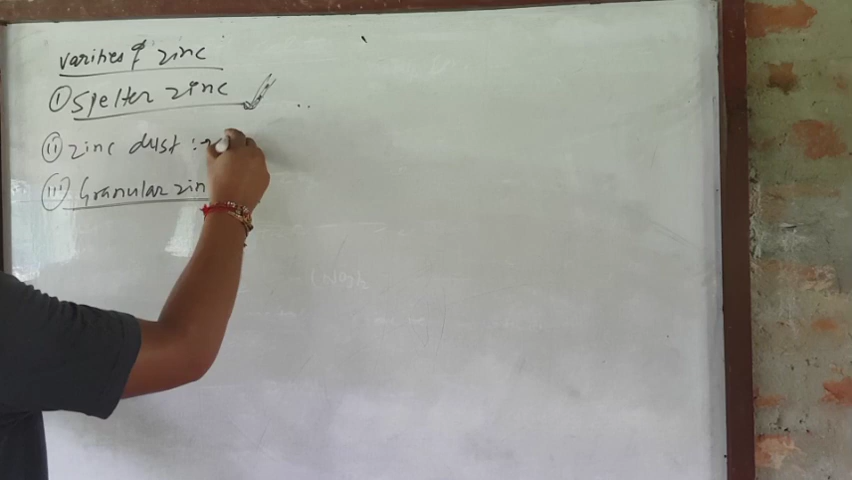 varities of zinc
(I) Spelter zinc
(II) zinc dust :-
(III) Granular zin